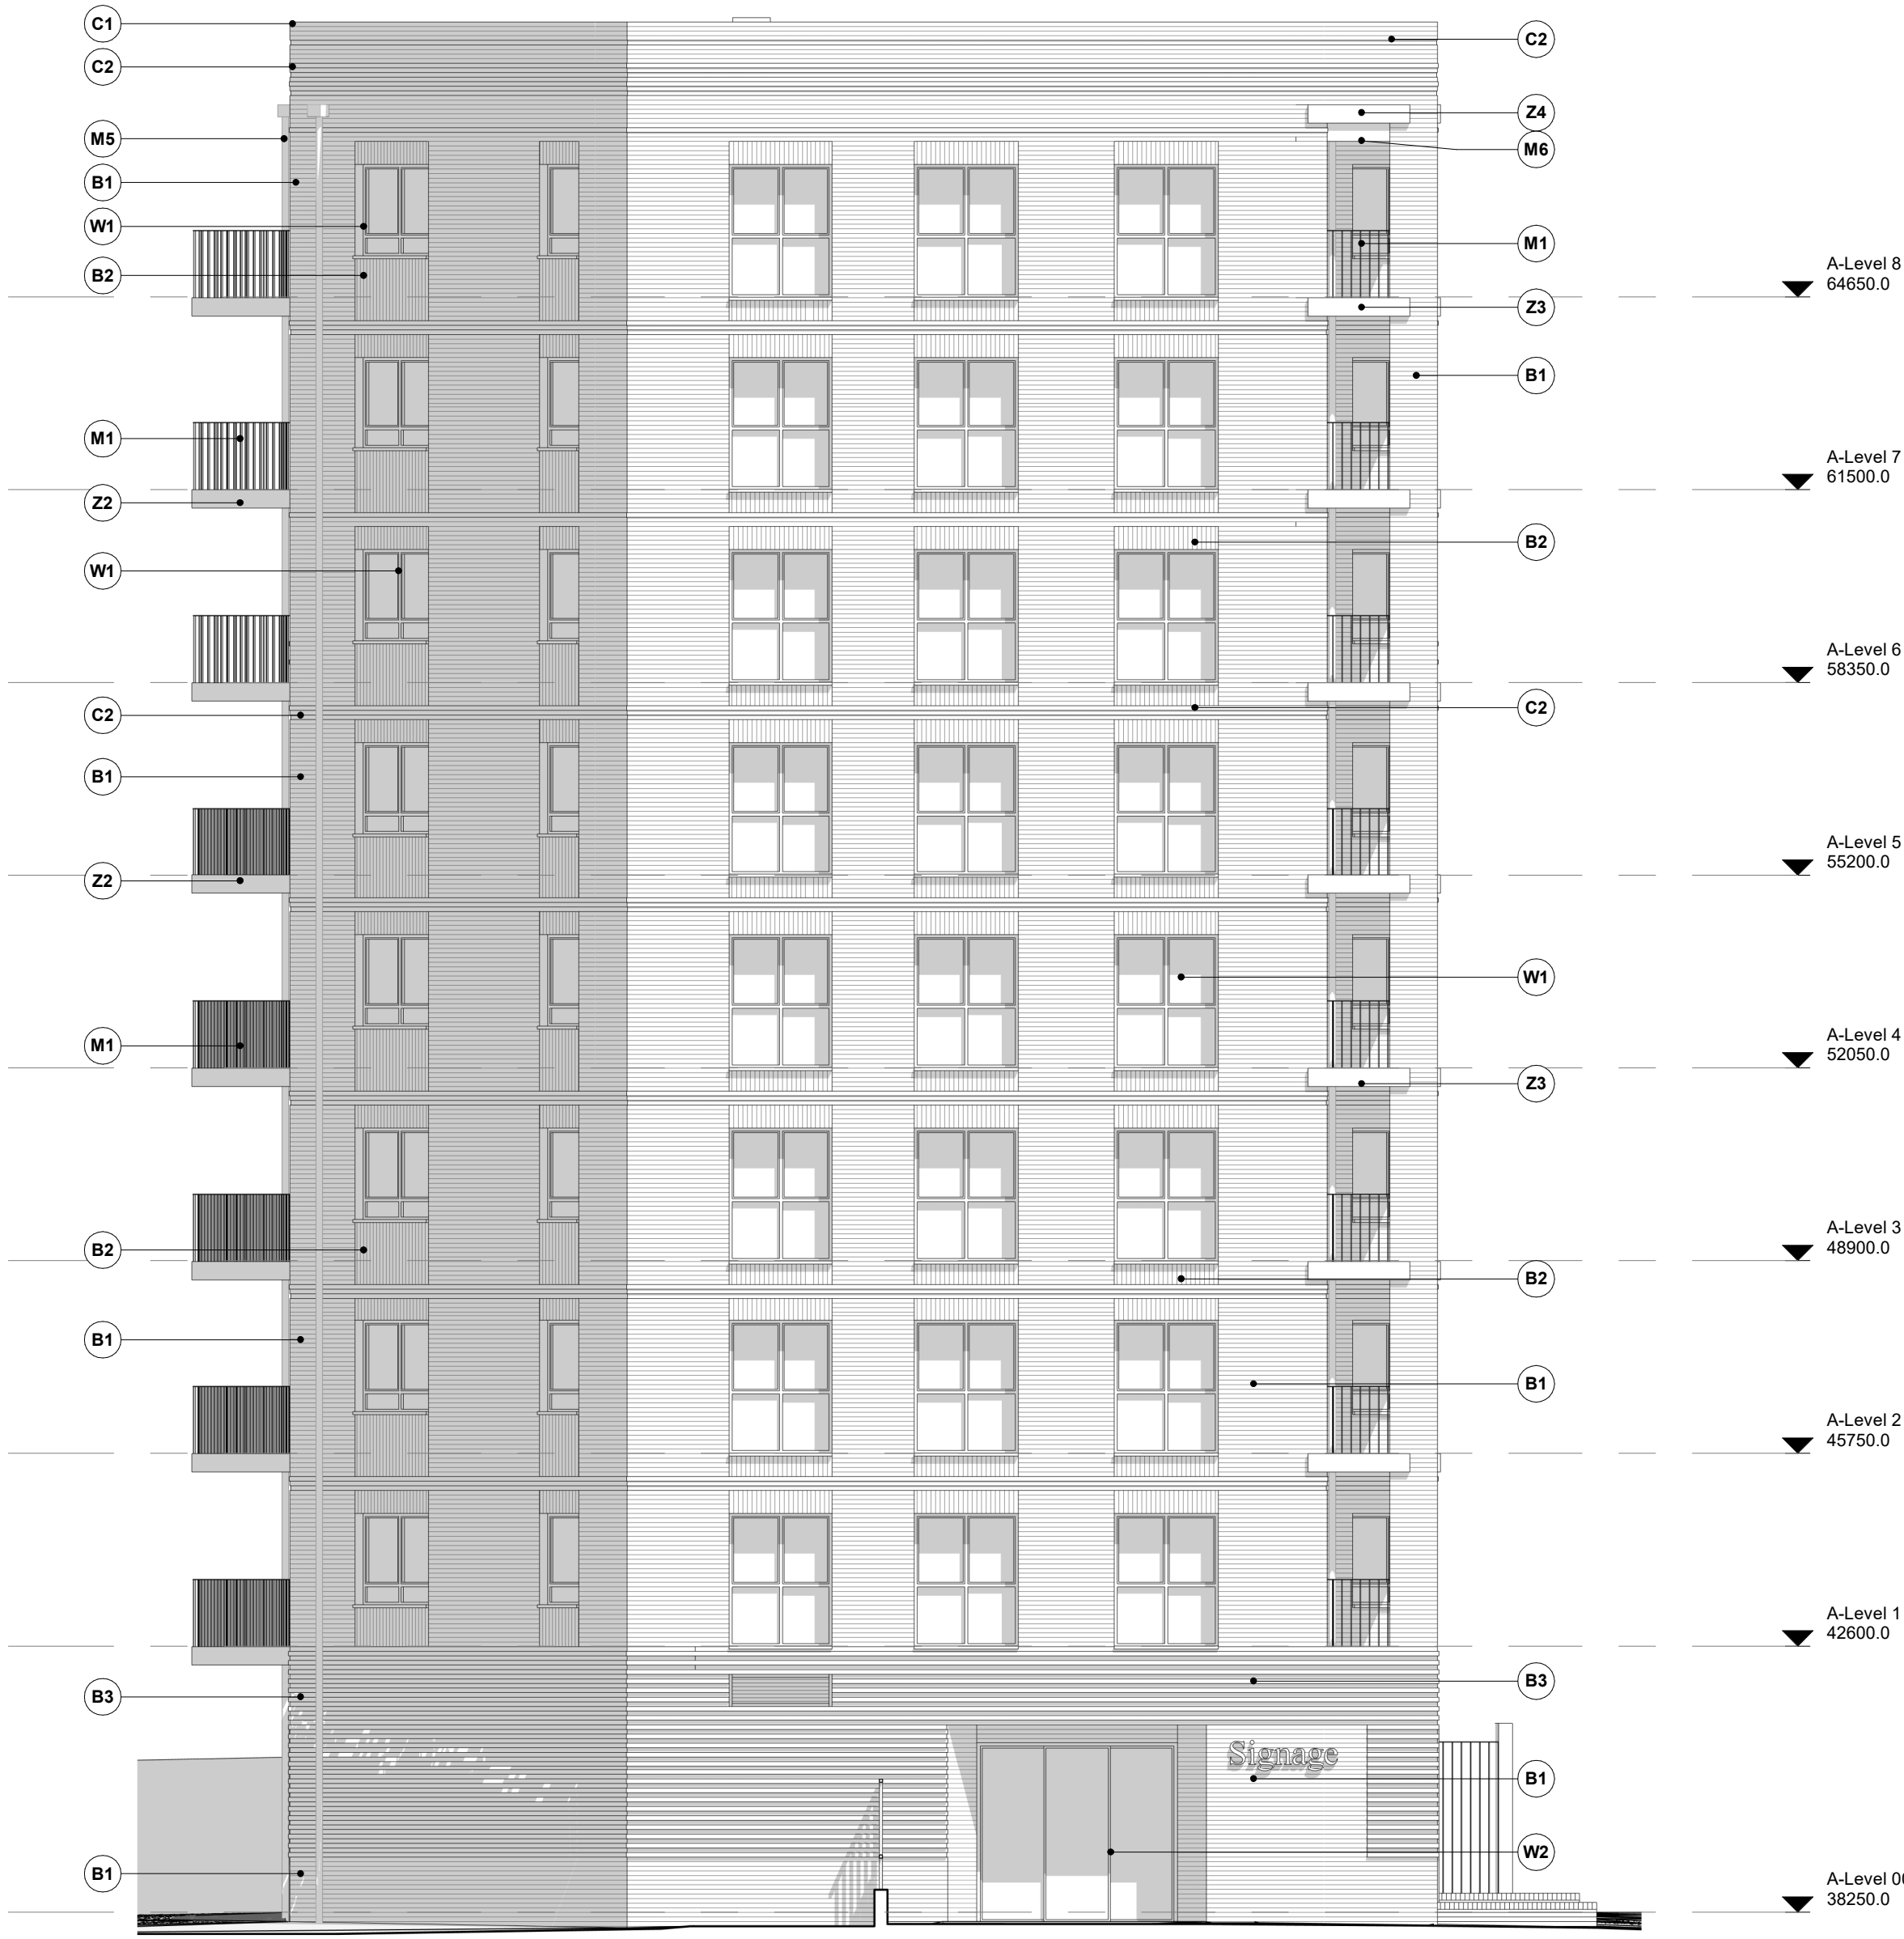 C1
C2
C2
Z4
M5
M6
B1
W1
M1
B2
A-Level 8
64650.0
Z3
B1
M1
A-Level 7
61500.0
Z2
B2
W1
A-Level 6
58350.0
C2
C2
B1
A-Level 5
55200.0
Z2
W1
M1
A-Level 4
52050.0
Z3
B2
A-Level 3
48900.0
B2
B1
B1
A-Level 2
45750.0
A-Level 1
42600.0
B3
B3
Signage
B1
W2
B1
A-Level 00
38250.0